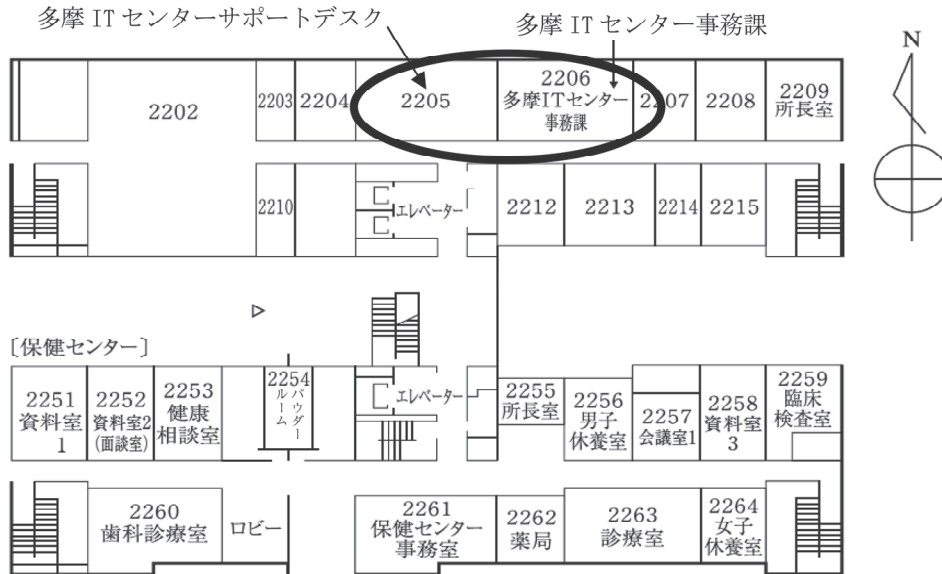 多摩 IT センターサポートデスク
多摩 IT センター事務課
N
2202
2203
2204
2205
2206
多摩ITセンター
事務課
2207
2208
2209
所長室
2210
エレベーター
2212
2213
2214
2215
［保健センター］
2251
資料室
1
2252
資料室2
(面談室)
2253
健康
相談室
2254
パウダー
ルーム
エレベーター
2255
所長室
2256
男子
休養室
2257
会議室1
2258
資料室
3
2259
臨床
検査室
2260
歯科診療室
ロビー
2261
保健センター
事務室
2262
薬局
2263
診療室
2264
女子
休養室